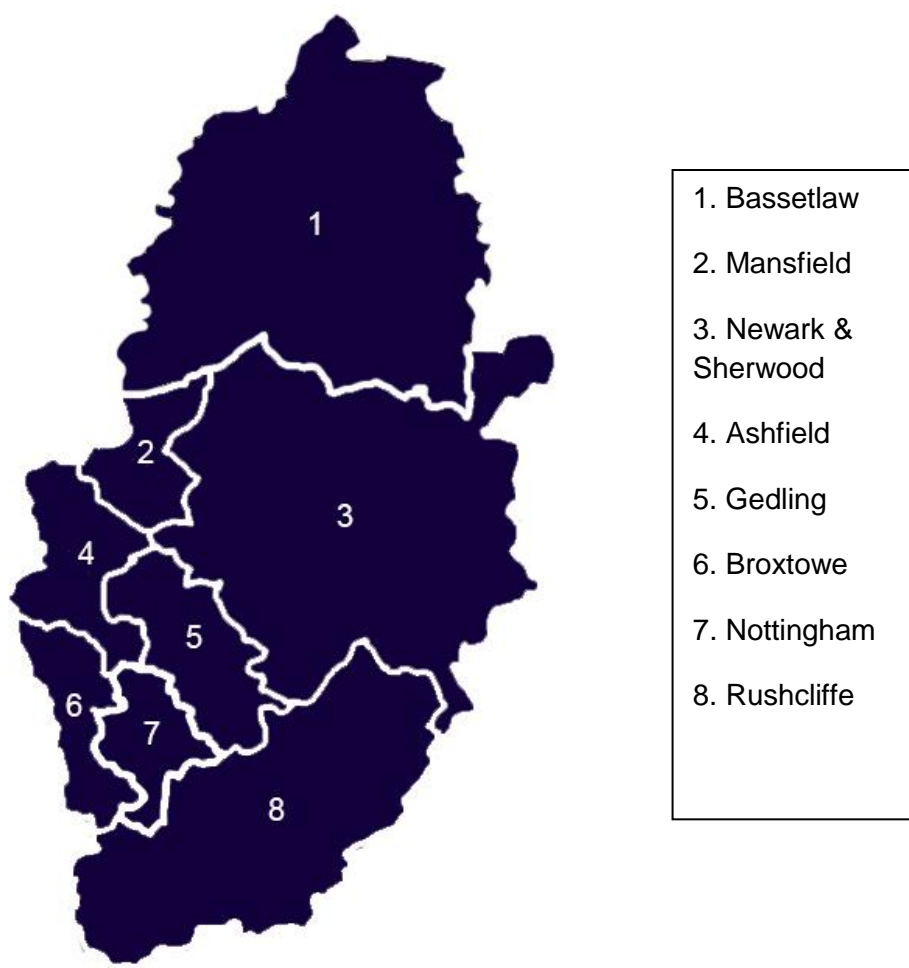 1
2
3
4
5
6
7
8
1. Bassetlaw
2. Mansfield
3. Newark &
Sherwood
4. Ashfield
5. Gedling
6. Broxtowe
7. Nottingham
8. Rushcliffe